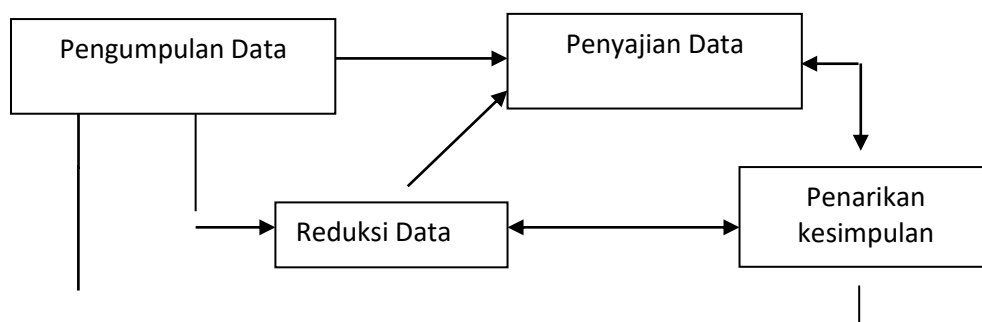 Pengumpulan Data
Penyajian Data
Reduksi Data
Penarikan
kesimpulan